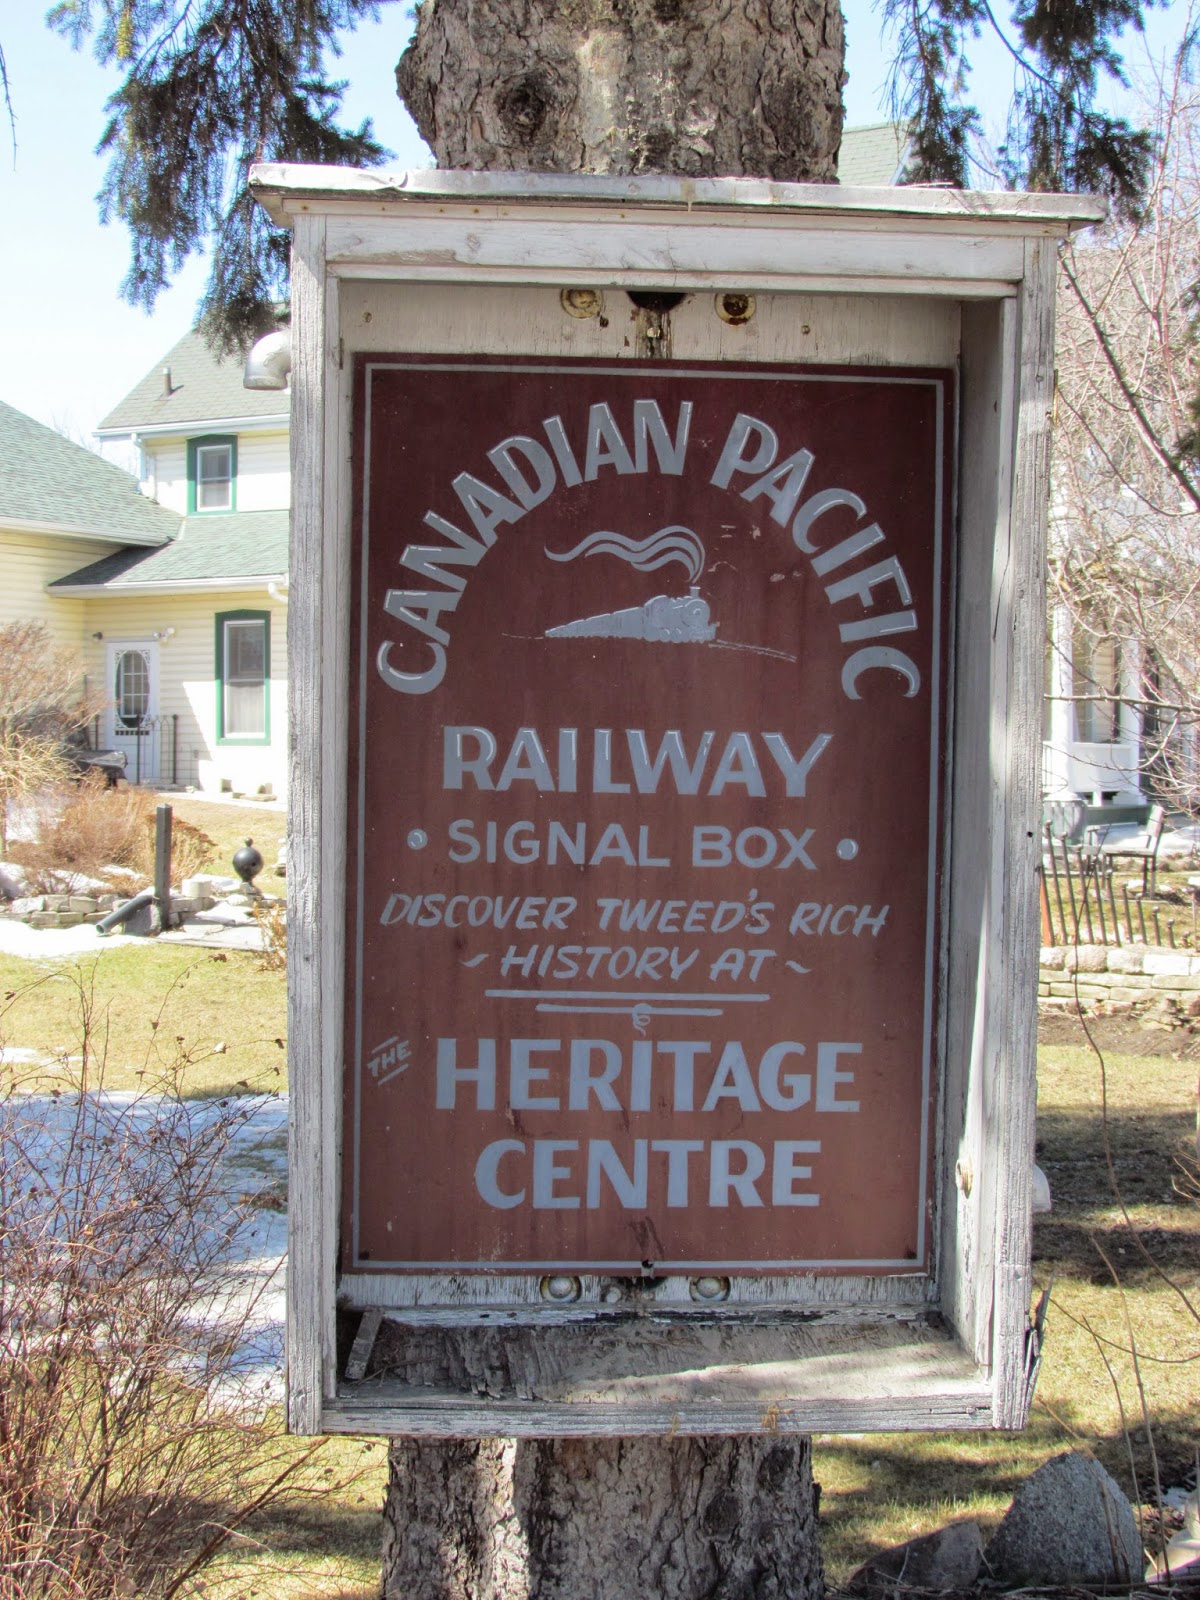 CANADIAN PACIFIC
RAILWAY
• SIGNAL BOX •
DISCOVER TWEED'S RICH
~ HISTORY AT ~
THE HERITAGE
CENTRE